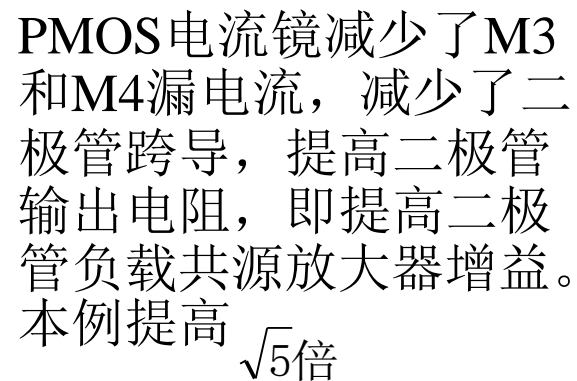 PMOS电流镜减少了M3
和M4漏电流，减少了二
极管跨导，提高二极管
输出电阻，即提高二极
管负载共源放大器增益。
本例提高
√5倍